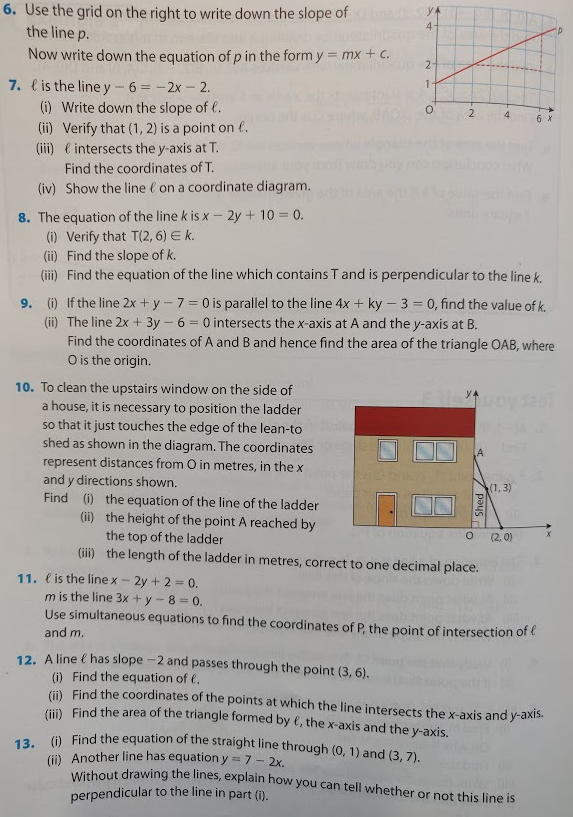 6. Use the grid on the right to write down the slope of
the line p.
Now write down the equation of p in the form y = mx + c.
y
4
2
1
O
2
4
6
x
p
7. ℓ is the line y − 6 = −2x − 2.
(i) Write down the slope of ℓ.
(ii) Verify that (1, 2) is a point on ℓ.
(iii) ℓ intersects the y-axis at T.
Find the coordinates of T.
(iv) Show the line ℓ on a coordinate diagram.
8. The equation of the line k is x − 2y + 10 = 0.
(i) Verify that T(2, 6) ∈ k.
(ii) Find the slope of k.
(iii) Find the equation of the line which contains T and is perpendicular to the line k.
9. (i) If the line 2x + y − 7 = 0 is parallel to the line 4x + ky − 3 = 0, find the value of k.
(ii) The line 2x + 3y − 6 = 0 intersects the x-axis at A and the y-axis at B.
Find the coordinates of A and B and hence find the area of the triangle OAB, where
O is the origin.
10. To clean the upstairs window on the side of
a house, it is necessary to position the ladder
so that it just touches the edge of the lean-to
shed as shown in the diagram. The coordinates
represent distances from O in metres, in the x
and y directions shown.
Find (i) the equation of the line of the ladder
(ii) the height of the point A reached by
the top of the ladder
(iii) the length of the ladder in metres, correct to one decimal place.
y
A
(1, 3)
Shed
O
(2, 0)
x
11. ℓ is the line x − 2y + 2 = 0.
m is the line 3x + y − 8 = 0.
Use simultaneous equations to find the coordinates of P, the point of intersection of ℓ
and m.
12. A line ℓ has slope −2 and passes through the point (3, 6).
(i) Find the equation of ℓ.
(ii) Find the coordinates of the points at which the line intersects the x-axis and y-axis.
(iii) Find the area of the triangle formed by ℓ, the x-axis and the y-axis.
13. (i) Find the equation of the straight line through (0, 1) and (3, 7).
(ii) Another line has equation y = 7 − 2x.
Without drawing the lines, explain how you can tell whether or not this line is
perpendicular to the line in part (i).